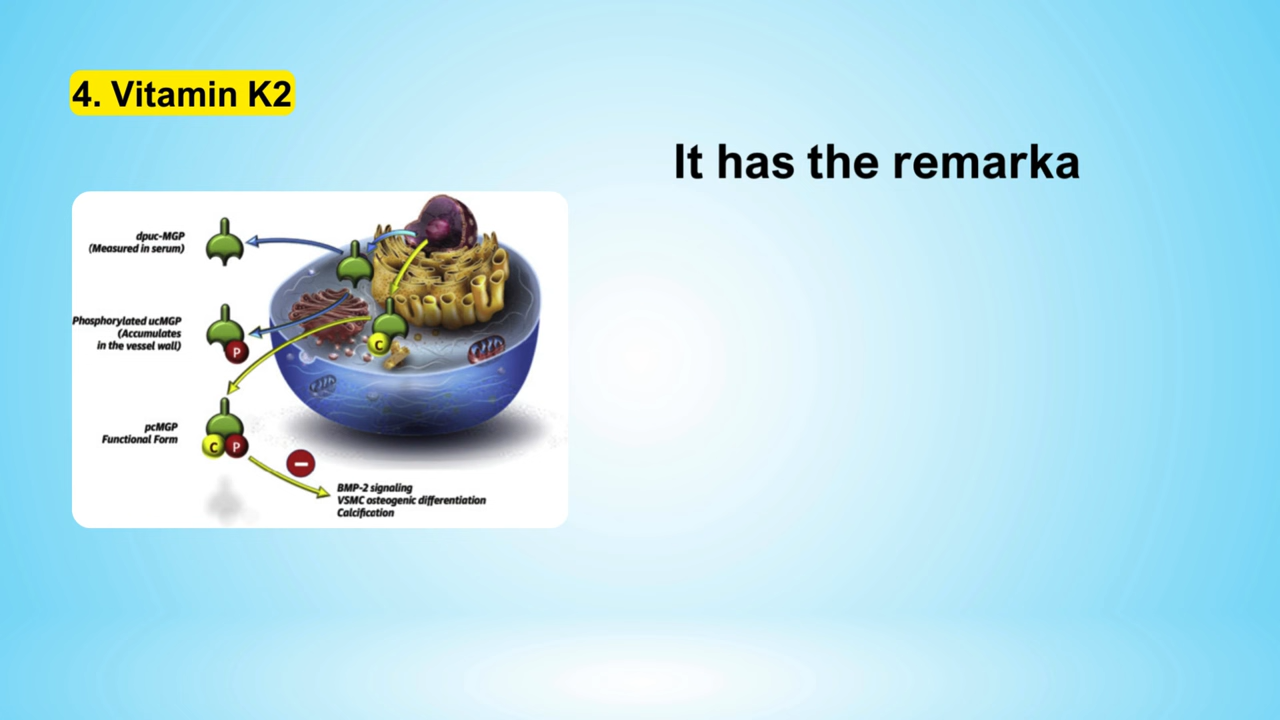 4. Vitamin K2
It has the remarka
dpuc-MGP
(Measured in serum)
Phosphorylated ucMGP
(Accumulates
in the vessel wall)
P
C
pcMGP
Functional Form
C P
BMP-2 signaling
VSMC osteogenic differentiation
Calcification